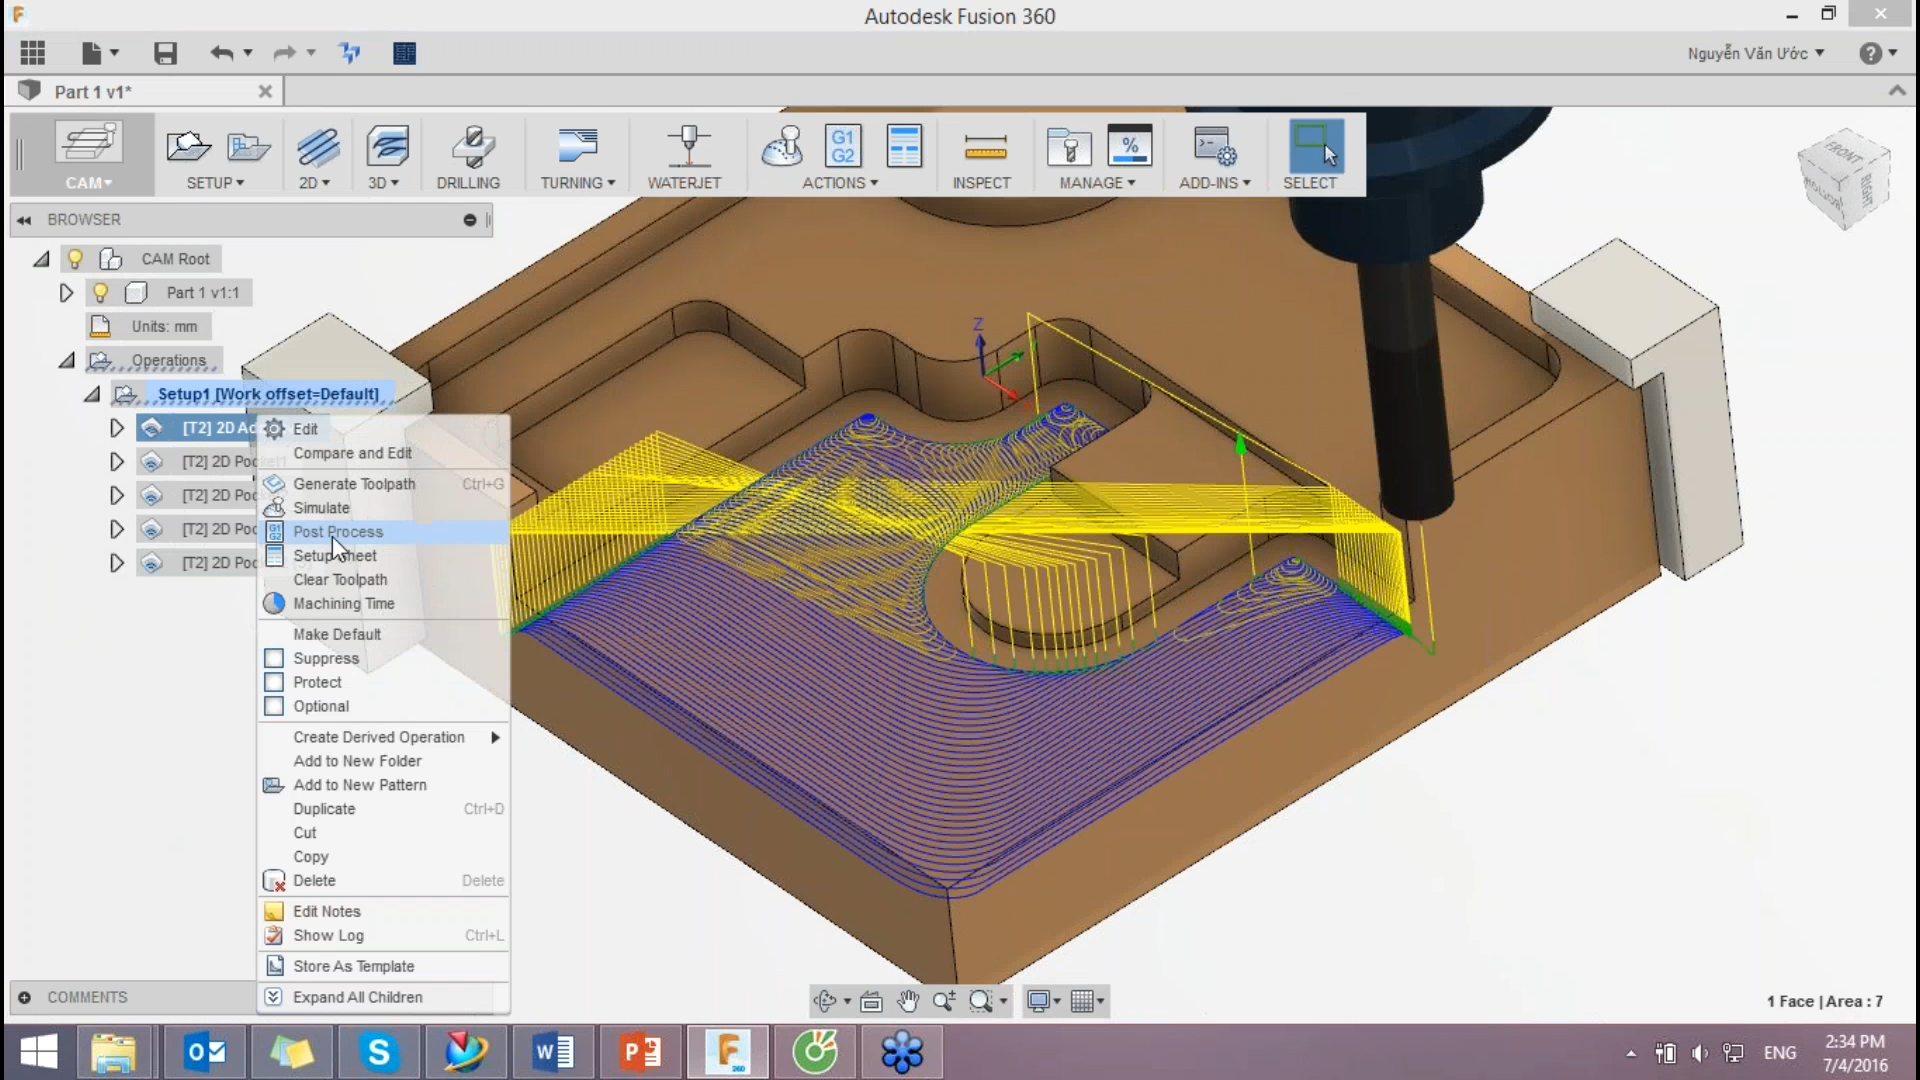 Autodesk Fusion 360
Nguyễn Văn Ước
Part 1 v1*
CAM
SETUP
2D
3D
DRILLING
TURNING
WATERJET
G1
G2
ACTIONS
INSPECT
%
MANAGE
ADD-INS
SELECT
FRONT
RIGHT
BOTTOM
BROWSER
CAM Root
Part 1 v1:1
Units: mm
Operations
Setup1 [Work offset=Default]
[T2] 2D Ad
[T2] 2D Pocket1
[T2] 2D Poc
[T2] 2D Poc
[T2] 2D Poc
Edit
Compare and Edit
Generate Toolpath Ctrl+G
Simulate
Post Process
Setup Sheet
Clear Toolpath
Machining Time
Make Default
Suppress
Protect
Optional
Create Derived Operation
Add to New Folder
Add to New Pattern
Duplicate Ctrl+D
Cut
Copy
Delete Delete
Edit Notes
Show Log Ctrl+L
Store As Template
Expand All Children
Z
COMMENTS
1 Face | Area : 7
ENG
2:34 PM
7/4/2016